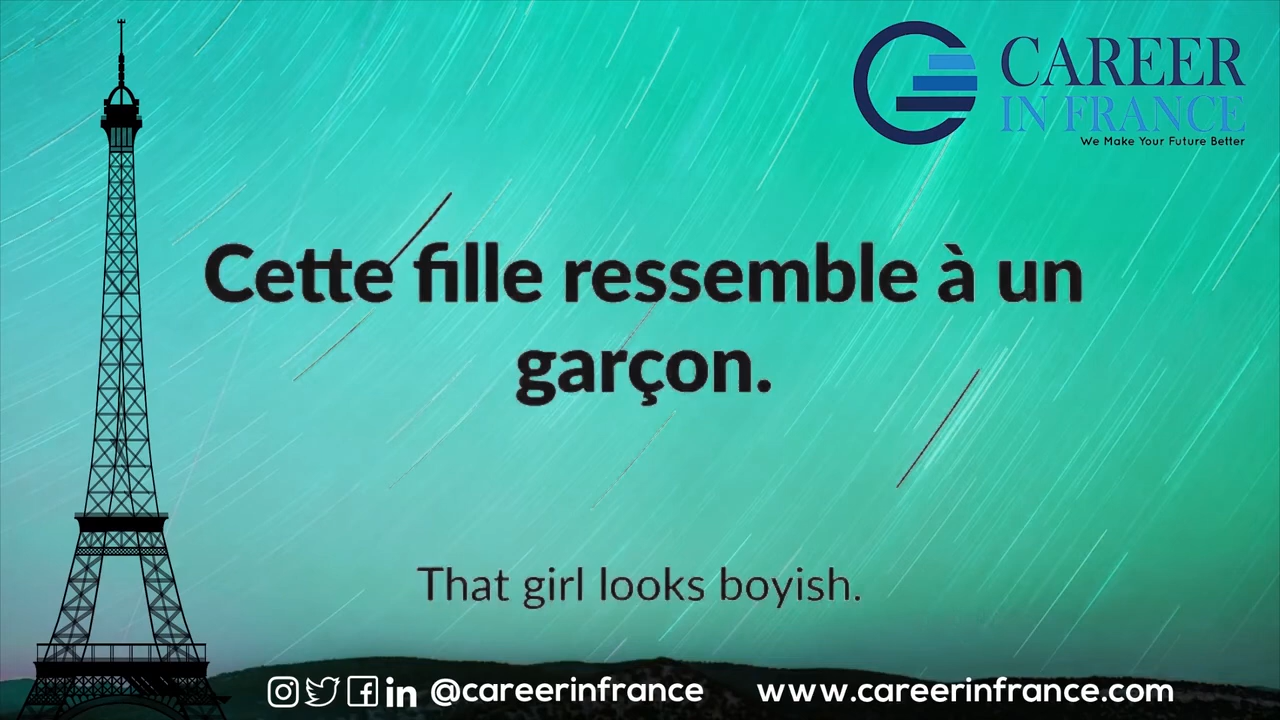 CAREER
IN FRANCE
We Make Your Future Better
Cette fille ressemble à un
garçon.
That girl looks boyish.
@careerinfrance www.careerinfrance.com